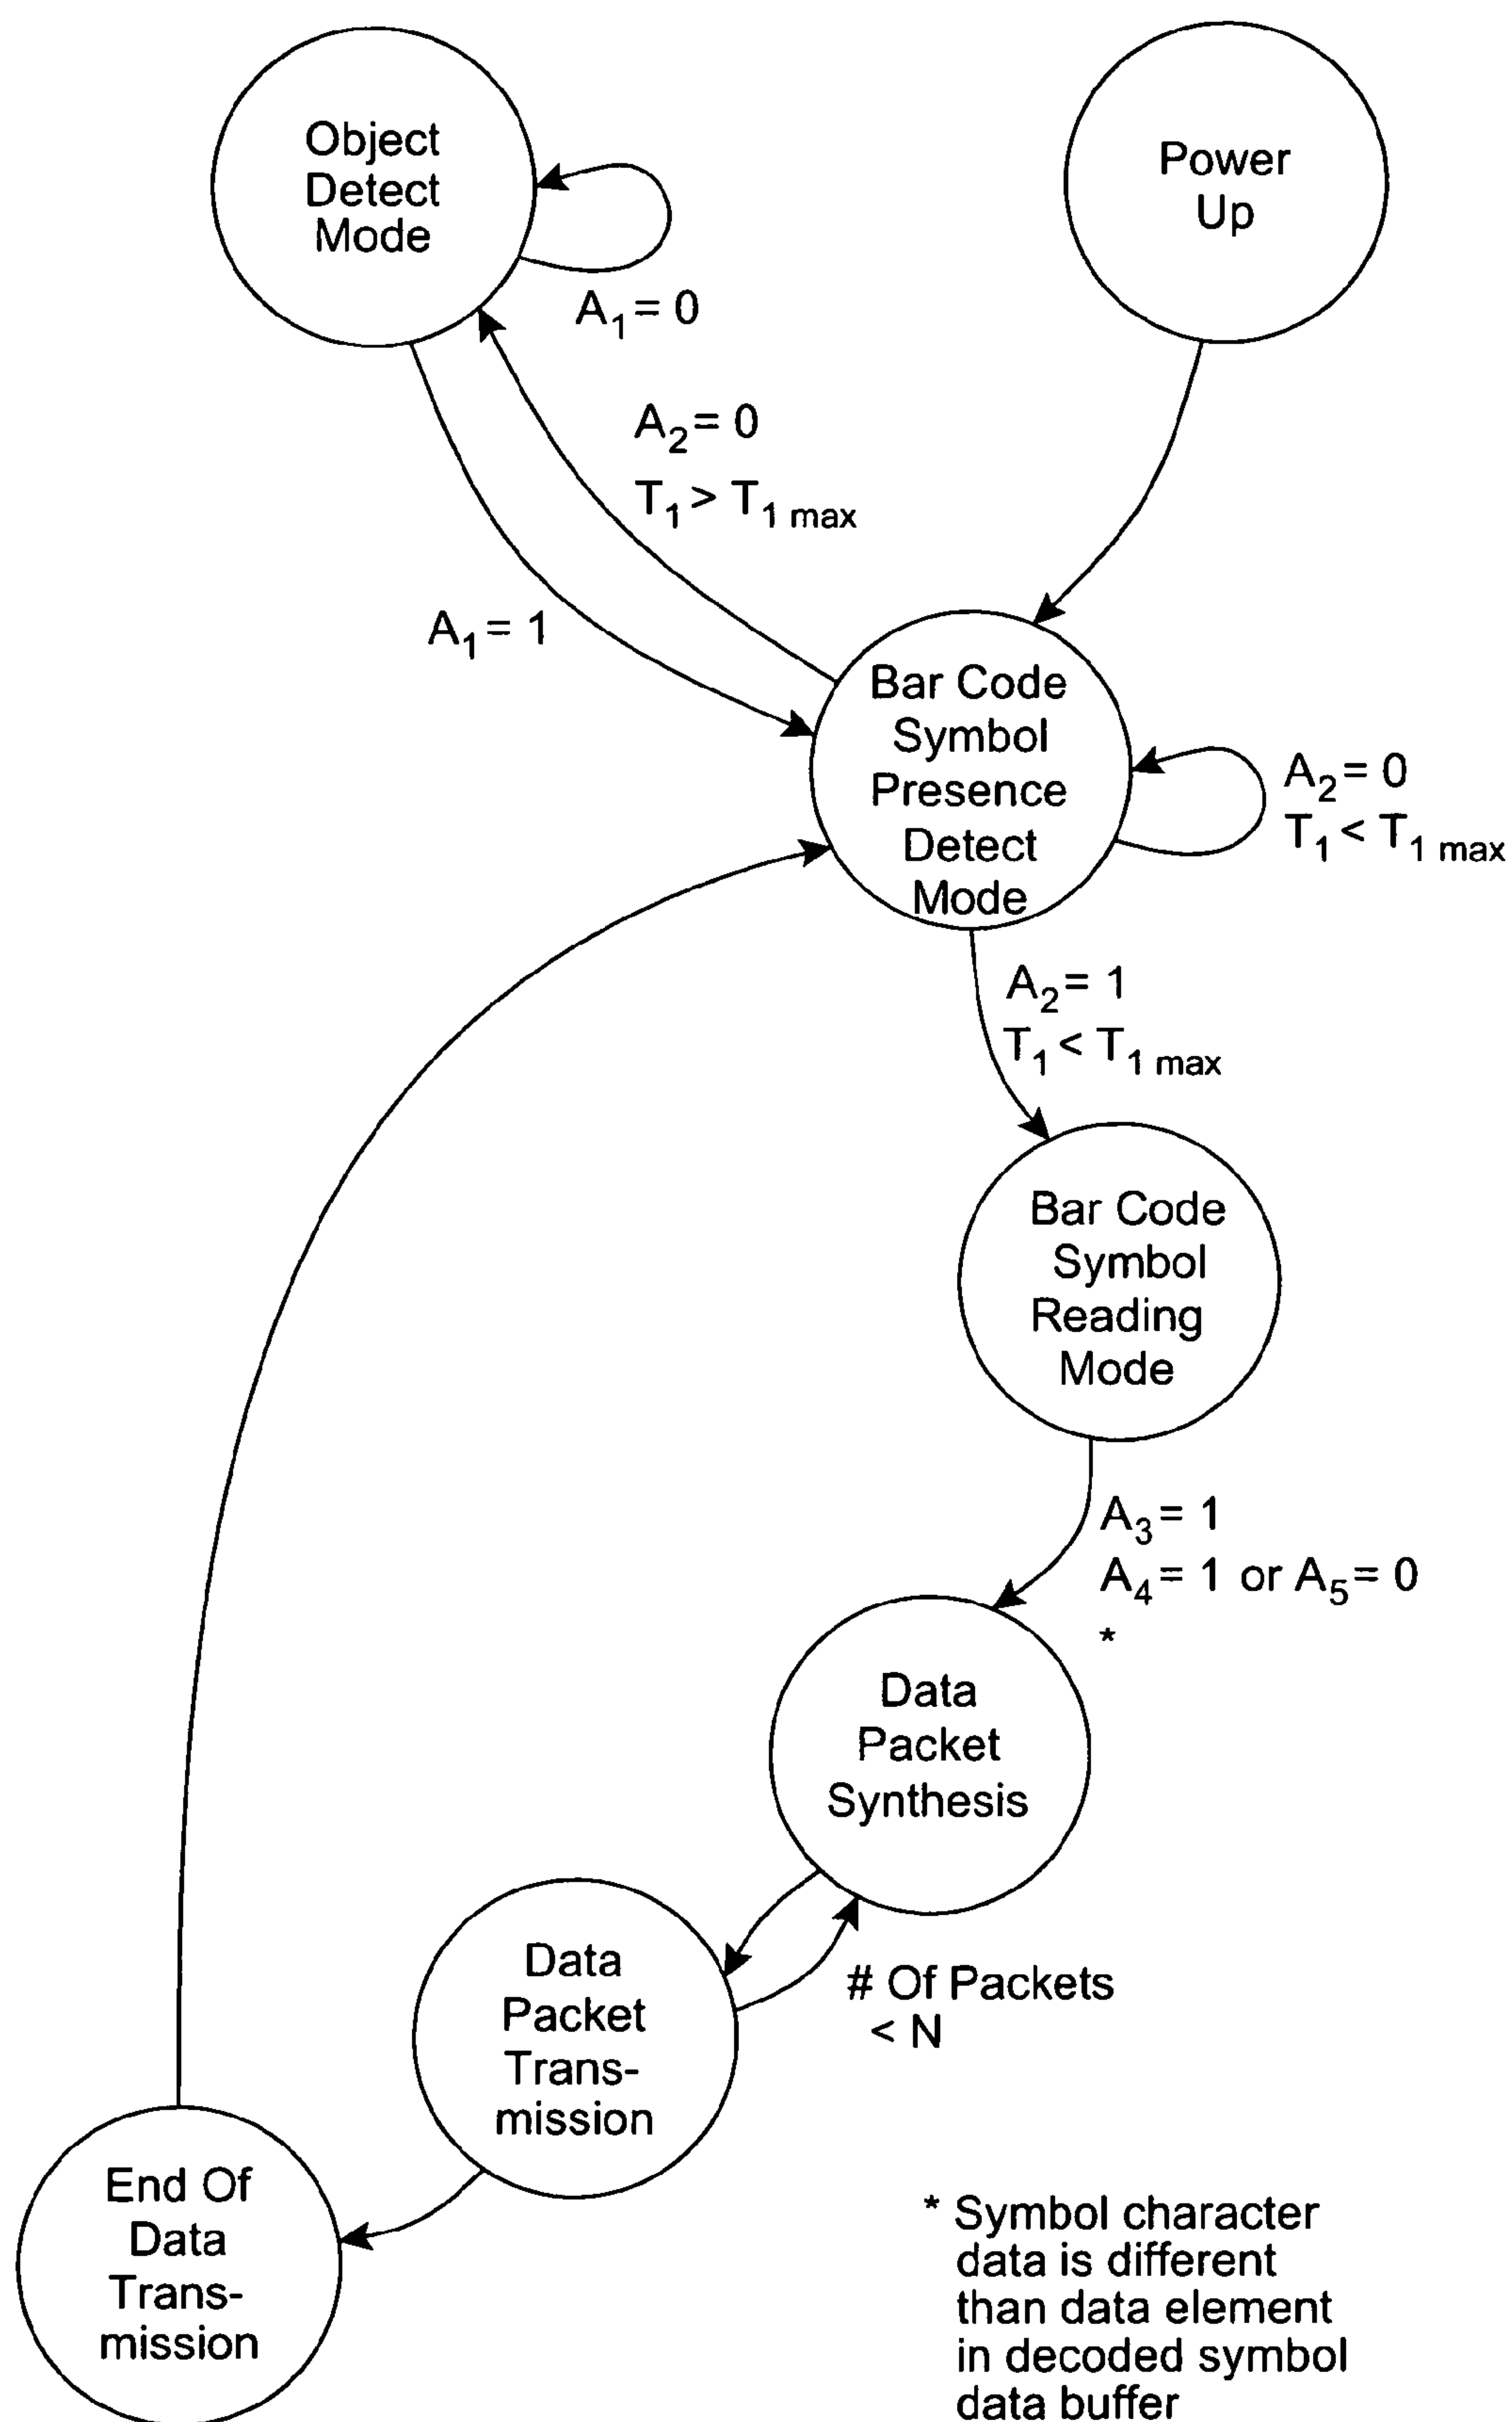 Object
Detect
Mode
Power
Up
A₁ = 0
A₂ = 0
T₁ > T₁ max
A₁ = 1
Bar Code
Symbol
Presence
Detect
Mode
A₂ = 0
T₁ < T₁ max
A₂ = 1
T₁ < T₁ max
Bar Code
Symbol
Reading
Mode
A₃ = 1
A₄ = 1 or A₅ = 0
*
Data
Packet
Synthesis
# Of Packets
< N
Data
Packet
Trans-
mission
End Of
Data
Trans-
mission
* Symbol character
data is different
than data element
in decoded symbol
data buffer